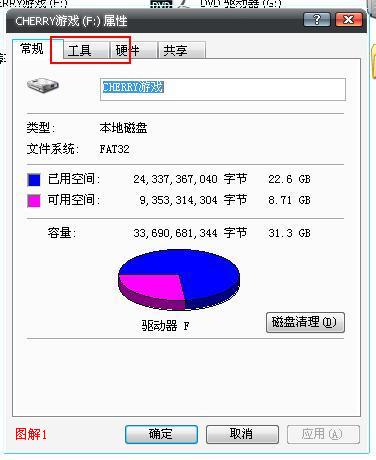 CHERRY游戏 (F:) 属性
常规 工具 硬件 共享
CHERRY游戏
类型: 本地磁盘
文件系统: FAT32
已用空间: 24,337,367,040 字节 22.6 GB
可用空间: 9,353,314,304 字节 8.71 GB
容量: 33,690,681,344 字节 31.3 GB
驱动器 F
磁盘清理(D)
图解1
确定 取消 应用(A)